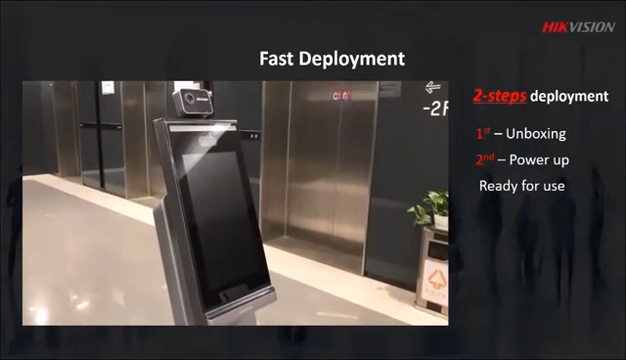 HIKVISION
Fast Deployment
-2F
2-steps deployment
1st – Unboxing
2nd – Power up
Ready for use